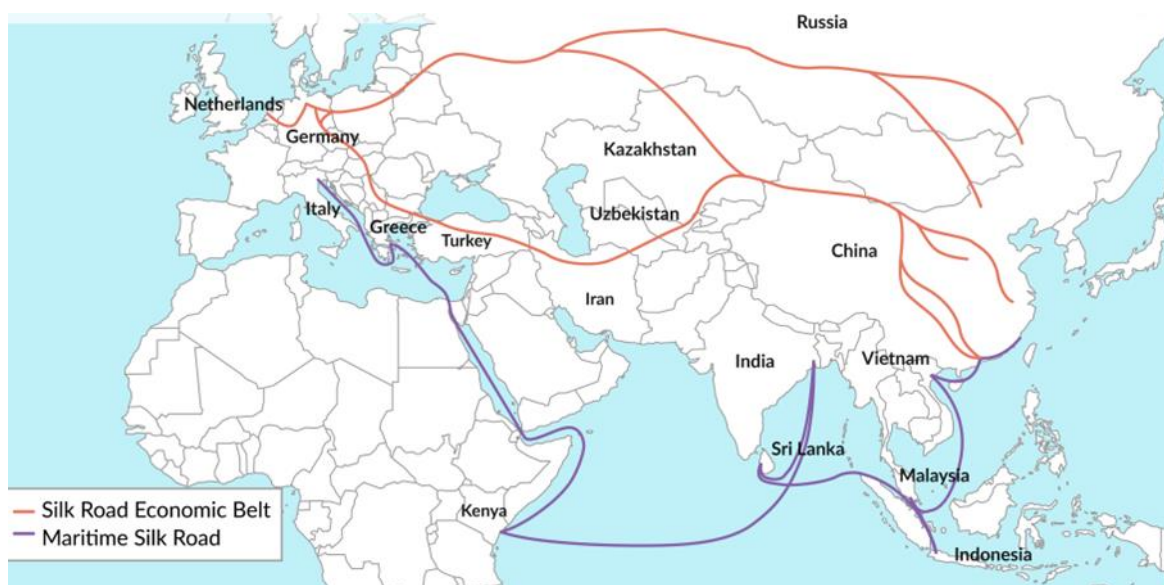 Russia
Netherlands
Germany
Kazakhstan
Italy
Uzbekistan
Greece
Turkey
China
Iran
India
Vietnam
Sri Lanka
Malaysia
Kenya
Indonesia
Silk Road Economic Belt
Maritime Silk Road